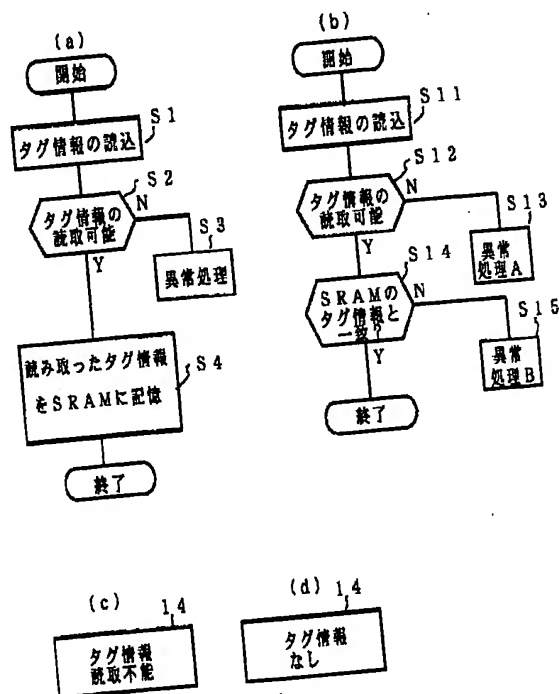 (a)
開始
S1
タグ情報の読込
S2
タグ情報の
読取可能
N
Y
S3
異常処理
S4
読み取ったタグ情報
をSRAMに記憶
終了
(b)
開始
S11
タグ情報の読込
S12
タグ情報の
読取可能
N
Y
S13
異常
処理A
S14
SRAMの
タグ情報と
一致?
N
Y
S15
異常
処理B
終了
(c)
14
タグ情報
読取不能
(d)
14
タグ情報
なし